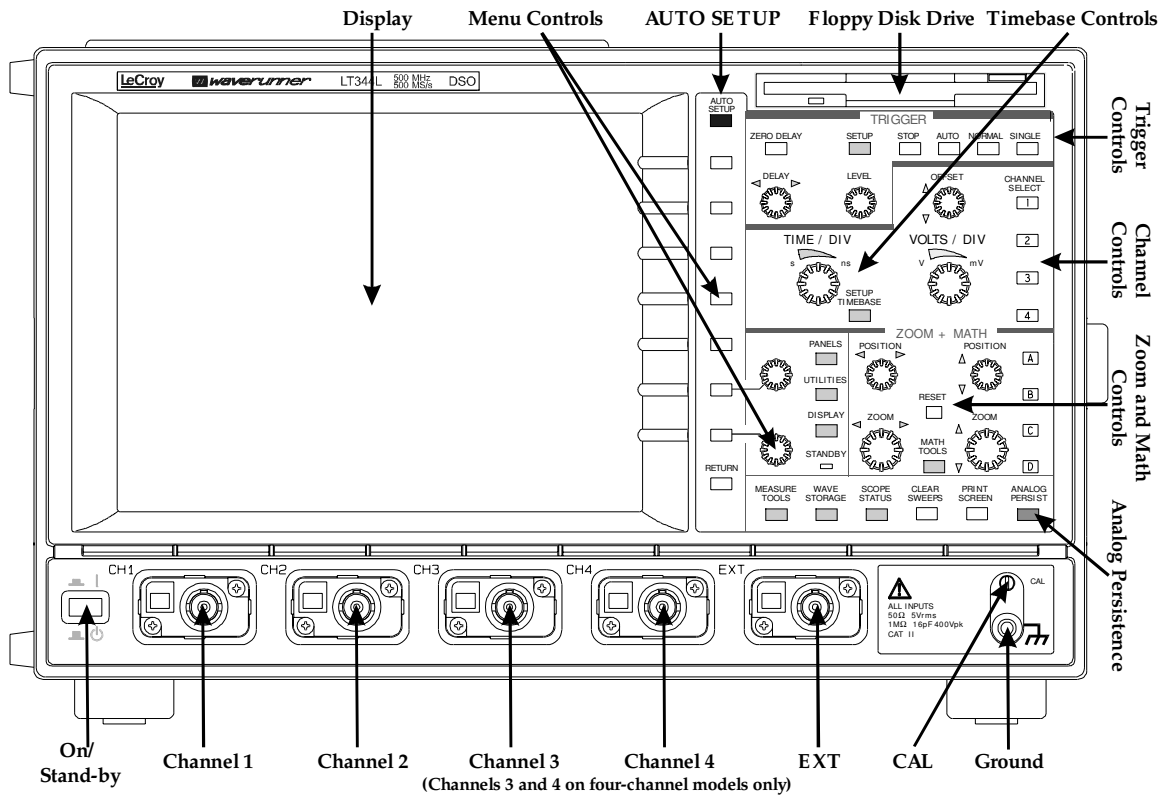 Display
Menu Controls
AUTO SETUP
Floppy Disk Drive
Timebase Controls
LeCroy
waverunner
LT344L
500 MHz
500 MS/s
DSO
AUTO
SETUP
TRIGGER
ZERO DELAY
SETUP
STOP
AUTO
NORMAL
SINGLE
Trigger
Controls
DELAY
LEVEL
OFFSET
CHANNEL
SELECT
1
2
3
4
Channel
Controls
TIME / DIV
s
ns
VOLTS / DIV
V
mV
SETUP
TIMEBASE
ZOOM + MATH
PANELS
UTILITIES
DISPLAY
STANDBY
POSITION
POSITION
RESET
ZOOM
ZOOM
MATH
TOOLS
A
B
C
D
Zoom and Math
Controls
RETURN
MEASURE
TOOLS
WAVE
STORAGE
SCOPE
STATUS
CLEAR
SWEEPS
PRINT
SCREEN
ANALOG
PERSIST
Analog Persistence
CH1
CH2
CH3
CH4
EXT
ALL INPUTS
50Ω 5Vrms
1MΩ 16pF 400Vpk
CAT II
CAL
On/
Stand-by
Channel 1
Channel 2
Channel 3
Channel 4
(Channels 3 and 4 on four-channel models only)
EXT
CAL
Ground